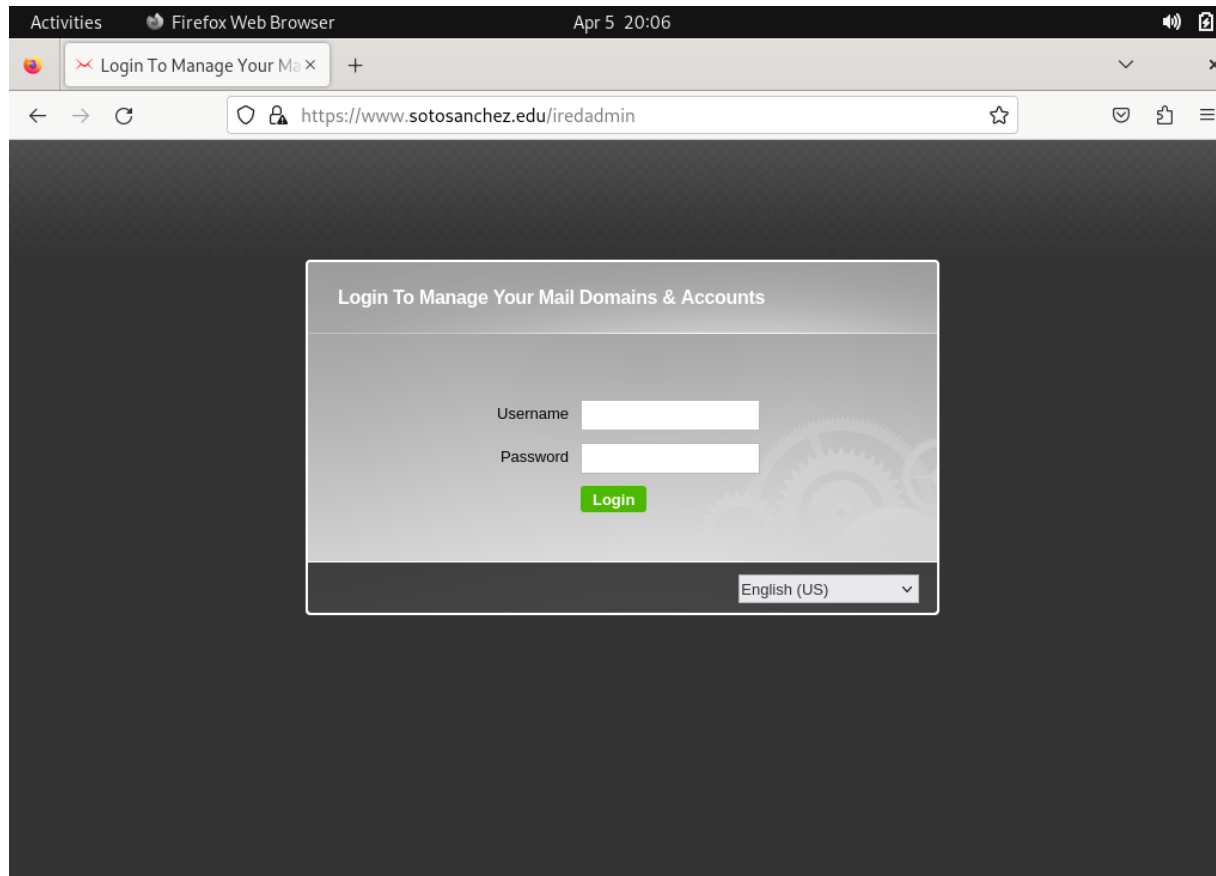 Activities Firefox Web Browser Apr 5 20:06
Login To Manage Your Ma
https://www.sotosanchez.edu/iredadmin
Login To Manage Your Mail Domains & Accounts
Username
Password
Login
English (US)